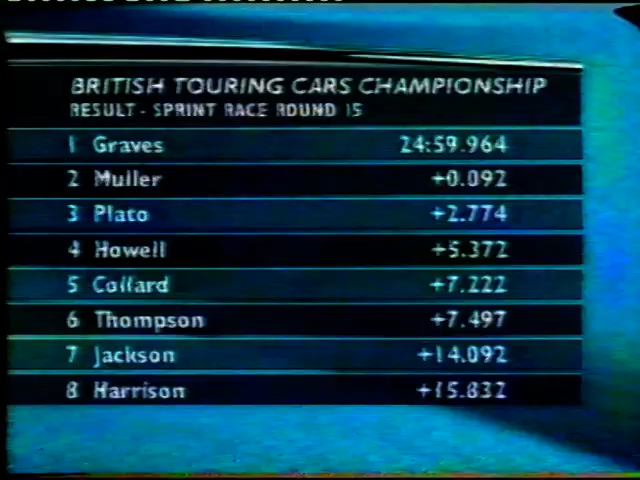 BRITISH TOURING CARS CHAMPIONSHIP
RESULT - SPRINT RACE ROUND 15
1 Graves 24:59.964
2 Muller +0.092
3 Plato +2.774
4 Howell +5.372
5 Collard +7.222
6 Thompson +7.497
7 Jackson +14.092
8 Harrison +15.832